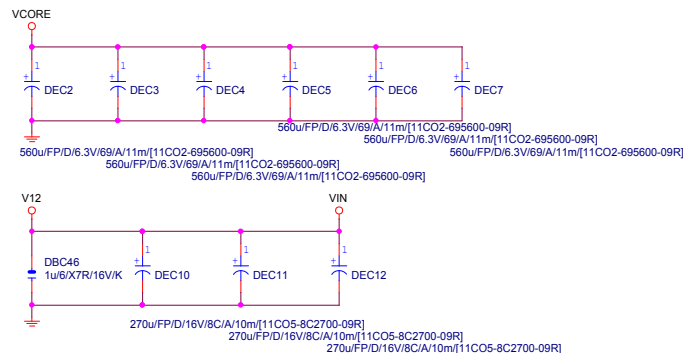 VCORE
1 1 1 1 1 1
+ + + + + +
DEC2 DEC3 DEC4 DEC5 DEC6 DEC7
560u/FP/D/6.3V/69/A/11m/[11CO2-695600-09R]
560u/FP/D/6.3V/69/A/11m/[11CO2-695600-09R]
560u/FP/D/6.3V/69/A/11m/[11CO2-695600-09R]
560u/FP/D/6.3V/69/A/11m/[11CO2-695600-09R]
560u/FP/D/6.3V/69/A/11m/[11CO2-695600-09R]
560u/FP/D/6.3V/69/A/11m/[11CO2-695600-09R]
V12 VIN
1 1 1
+ + +
DBC46
1u/6/X7R/16V/K
DEC10 DEC11 DEC12
270u/FP/D/16V/8C/A/10m/[11CO5-8C2700-09R]
270u/FP/D/16V/8C/A/10m/[11CO5-8C2700-09R]
270u/FP/D/16V/8C/A/10m/[11CO5-8C2700-09R]